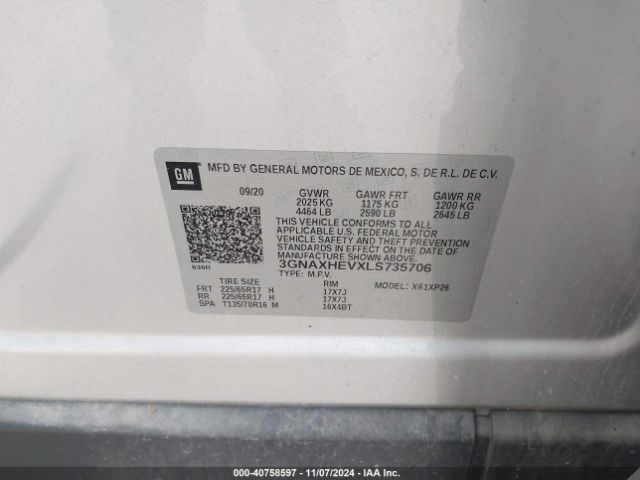 GM MFD BY GENERAL MOTORS DE MEXICO, S. DE R.L. DE C.V.
09/20 GVWR GAWR FRT GAWR RR
2025 KG 1175 KG 1200 KG
4464 LB 2590 LB 2645 LB
THIS VEHICLE CONFORMS TO ALL
APPLICABLE U.S. FEDERAL MOTOR
VEHICLE SAFETY AND THEFT PREVENTION
STANDARDS IN EFFECT ON THE DATE OF
MANUFACTURE SHOWN ABOVE.
3GNAXHEVXLS735706
TYPE: M.P.V. MODEL: X61XP26
TIRE SIZE RIM
FRT 225/65R17 H 17X7J
RR 225/65R17 H 17X7J
SPA T135/70R16 M 16X4BT
000-40758597 - 11/07/2024 - IAAI.COM